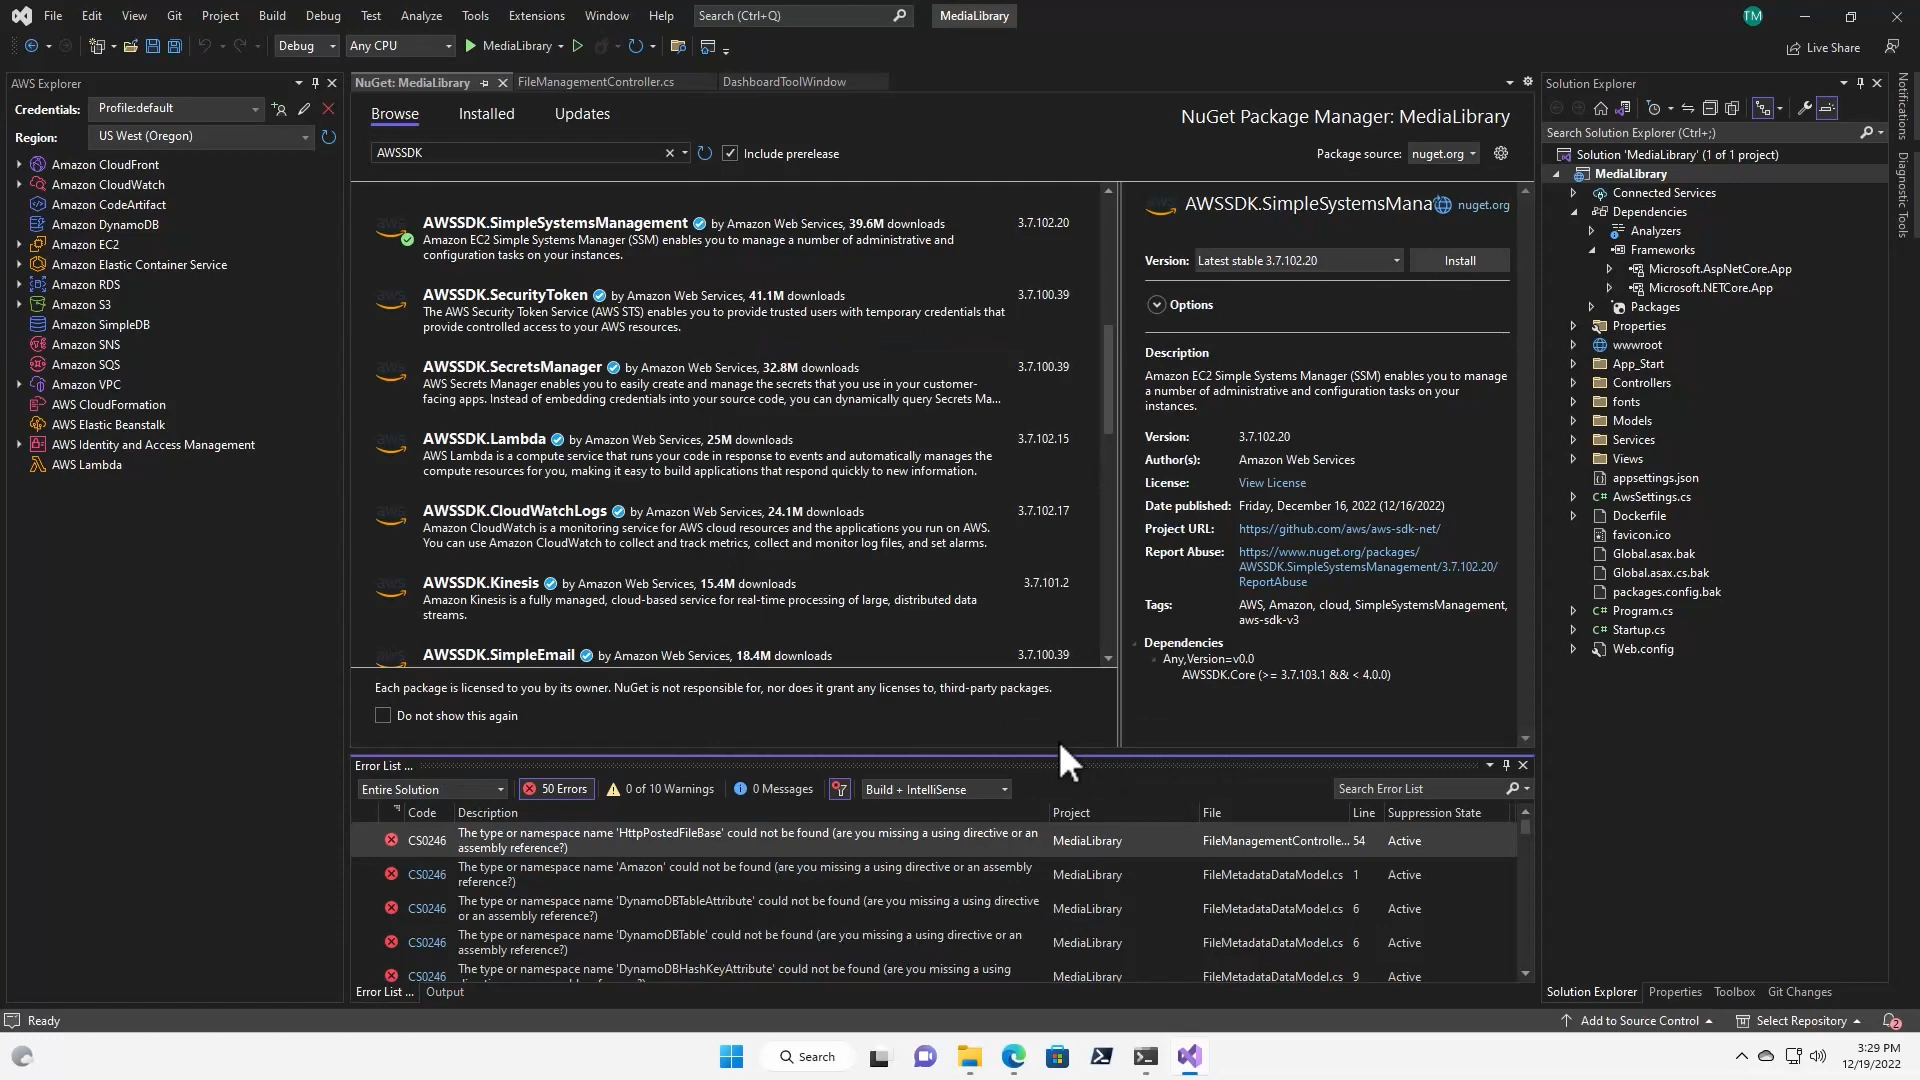 File Edit View Git Project Build Debug Test Analyze Tools Extensions Window Help Search (Ctrl+Q) MediaLibrary TM
Debug Any CPU MediaLibrary Live Share
AWS Explorer
Credentials: Profile:default
Region: US West (Oregon)
Amazon CloudFront
Amazon CloudWatch
Amazon CodeArtifact
Amazon DynamoDB
Amazon EC2
Amazon Elastic Container Service
Amazon RDS
Amazon S3
Amazon SimpleDB
Amazon SNS
Amazon SQS
Amazon VPC
AWS CloudFormation
AWS Elastic Beanstalk
AWS Identity and Access Management
AWS Lambda
NuGet: MediaLibrary FileManagementController.cs DashboardToolWindow
Browse Installed Updates
NuGet Package Manager: MediaLibrary
AWSSDK Include prerelease
Package source: nuget.org
AWSSDK.SimpleSystemsManagement by Amazon Web Services, 39.6M downloads 3.7.102.20
Amazon EC2 Simple Systems Manager (SSM) enables you to manage a number of administrative and
configuration tasks on your instances.
AWSSDK.SecurityToken by Amazon Web Services, 41.1M downloads 3.7.100.39
The AWS Security Token Service (AWS STS) enables you to provide trusted users with temporary credentials that
provide controlled access to your AWS resources.
AWSSDK.SecretsManager by Amazon Web Services, 32.8M downloads 3.7.100.39
AWS Secrets Manager enables you to easily create and manage the secrets that you use in your customer-
facing apps. Instead of embedding credentials into your source code, you can dynamically query Secrets Ma...
AWSSDK.Lambda by Amazon Web Services, 25M downloads 3.7.102.15
AWS Lambda is a compute service that runs your code in response to events and automatically manages the
compute resources for you, making it easy to build applications that respond quickly to new information.
AWSSDK.CloudWatchLogs by Amazon Web Services, 24.1M downloads 3.7.102.17
Amazon CloudWatch is a monitoring service for AWS cloud resources and the applications you run on AWS.
You can use Amazon CloudWatch to collect and track metrics, collect and monitor log files, and set alarms.
AWSSDK.Kinesis by Amazon Web Services, 15.4M downloads 3.7.101.2
Amazon Kinesis is a fully managed, cloud-based service for real-time processing of large, distributed data
streams.
AWSSDK.SimpleEmail by Amazon Web Services, 18.4M downloads 3.7.100.39
Each package is licensed to you by its owner. NuGet is not responsible for, nor does it grant any licenses to, third-party packages.
Do not show this again
AWSSDK.SimpleSystemsMana nuget.org
Version: Latest stable 3.7.102.20 Install
Options
Description
Amazon EC2 Simple Systems Manager (SSM) enables you to manage
a number of administrative and configuration tasks on your
instances.
Version: 3.7.102.20
Author(s): Amazon Web Services
License: View License
Date published: Friday, December 16, 2022 (12/16/2022)
Project URL: https://github.com/aws/aws-sdk-net/
Report Abuse: https://www.nuget.org/packages/
AWSSDK.SimpleSystemsManagement/3.7.102.20/
ReportAbuse
Tags: AWS, Amazon, cloud, SimpleSystemsManagement,
aws-sdk-v3
Dependencies
Any,Version=v0.0
AWSSDK.Core (>= 3.7.103.1 && < 4.0.0)
Error List ...
Entire Solution 50 Errors 0 of 10 Warnings 0 Messages Build + IntelliSense Search Error List
Code Description Project File Line Suppression State
CS0246 The type or namespace name 'HttpPostedFileBase' could not be found (are you missing a using directive or an MediaLibrary FileManagementControlle... 54 Active
assembly reference?)
CS0246 The type or namespace name 'Amazon' could not be found (are you missing a using directive or an assembly MediaLibrary FileMetadataDataModel.cs 1 Active
reference?)
CS0246 The type or namespace name 'DynamoDBTableAttribute' could not be found (are you missing a using directive MediaLibrary FileMetadataDataModel.cs 6 Active
or an assembly reference?)
CS0246 The type or namespace name 'DynamoDBTable' could not be found (are you missing a using directive or an MediaLibrary FileMetadataDataModel.cs 6 Active
assembly reference?)
CS0246 The type or namespace name 'DynamoDBHashKeyAttribute' could not be found (are you missing a using MediaLibrary FileMetadataDataModel.cs 9 Active
Error List ... Output
Solution Explorer
Search Solution Explorer (Ctrl+;)
Solution 'MediaLibrary' (1 of 1 project)
MediaLibrary
Connected Services
Dependencies
Analyzers
Frameworks
Microsoft.AspNetCore.App
Microsoft.NETCore.App
Packages
Properties
wwwroot
App_Start
Controllers
fonts
Models
Services
Views
appsettings.json
C# AwsSettings.cs
Dockerfile
favicon.ico
Global.asax.bak
Global.asax.cs.bak
packages.config.bak
C# Program.cs
C# Startup.cs
Web.config
Solution Explorer Properties Toolbox Git Changes
Notifications
Diagnostic Tools
Ready Add to Source Control Select Repository 2
Search
3:29 PM
12/19/2022